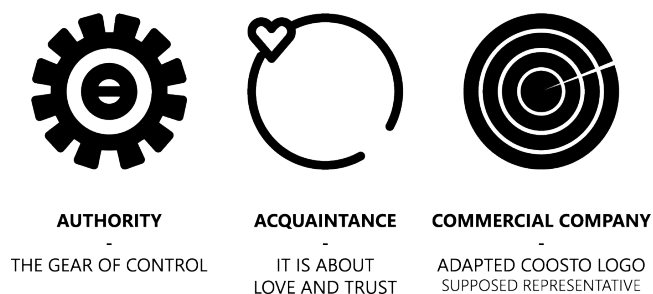 AUTHORITY
-
THE GEAR OF CONTROL
ACQUAINTANCE
-
IT IS ABOUT
LOVE AND TRUST
COMMERCIAL COMPANY
-
ADAPTED COOSTO LOGO
SUPPOSED REPRESENTATIVE